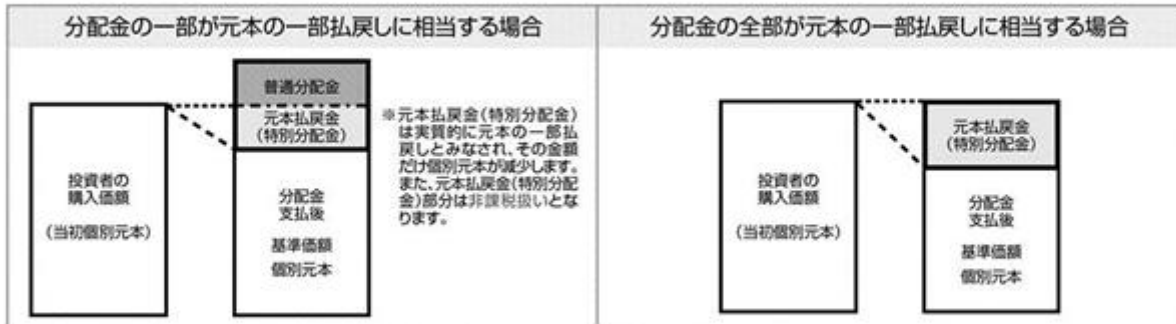 分配金の一部が元本の一部払戻しに相当する場合
普通分配金
元本払戻金
(特別分配金)
投資者の
購入価額
(当初個別元本)
分配金
支払後
基準価額
個別元本
※元本払戻金(特別分配金)
は実質的に元本の一部払
戻しとみなされ、その金額
だけ個別元本が減少します。
また、元本払戻金(特別分配
金)部分は非課税扱いとな
ります。
分配金の全部が元本の一部払戻しに相当する場合
元本払戻金
(特別分配金)
投資者の
購入価額
(当初個別元本)
分配金
支払後
基準価額
個別元本